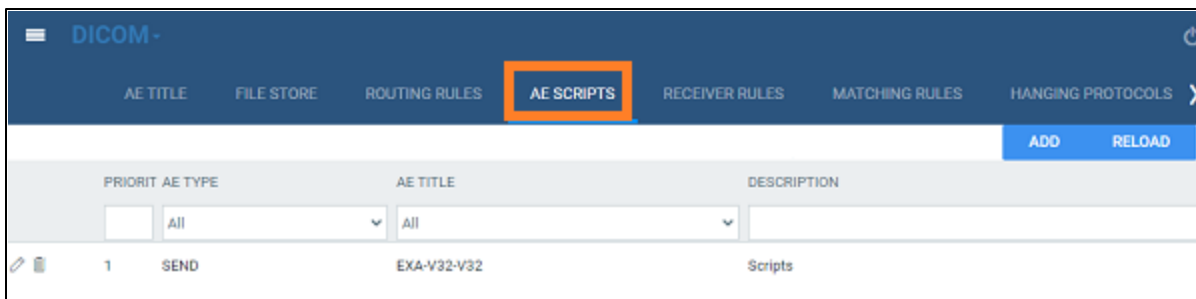 DICOM
AE TITLE FILE STORE ROUTING RULES AE SCRIPTS RECEIVER RULES MATCHING RULES HANGING PROTOCOLS
ADD RELOAD
PRIORIT AE TYPE AE TITLE DESCRIPTION
All All
1 SEND EXA-V32-V32 Scripts